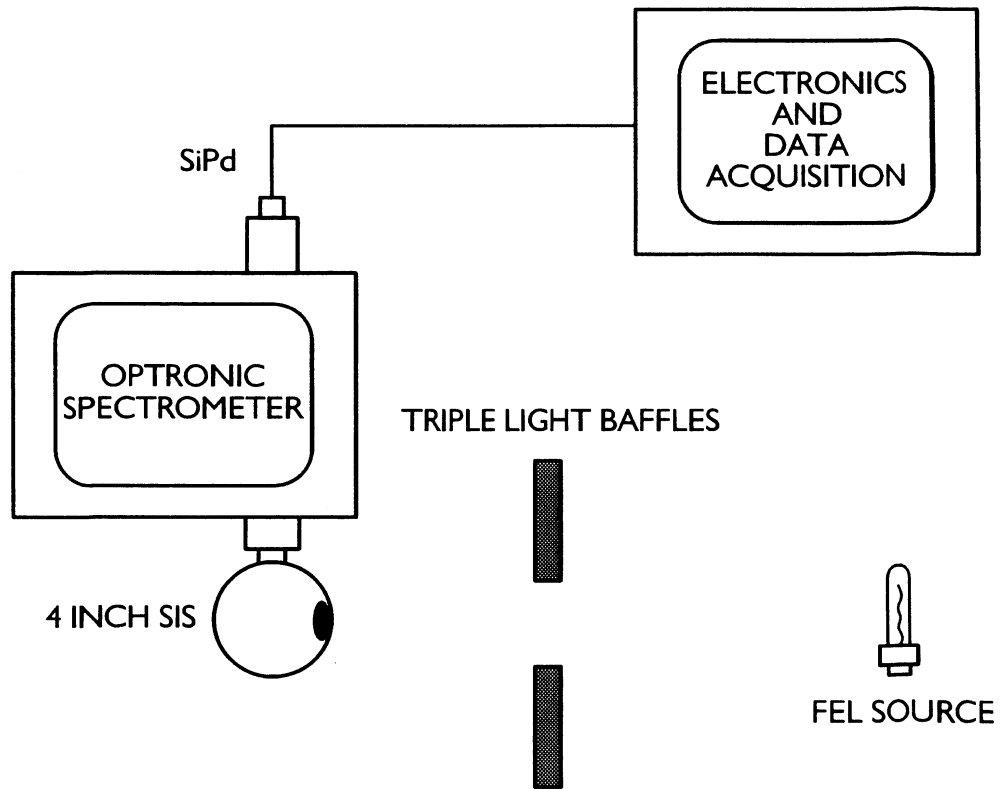 ELECTRONICS
AND
DATA
ACQUISITION
SiPd
OPTRONIC
SPECTROMETER
TRIPLE LIGHT BAFFLES
4 INCH SIS
FEL SOURCE